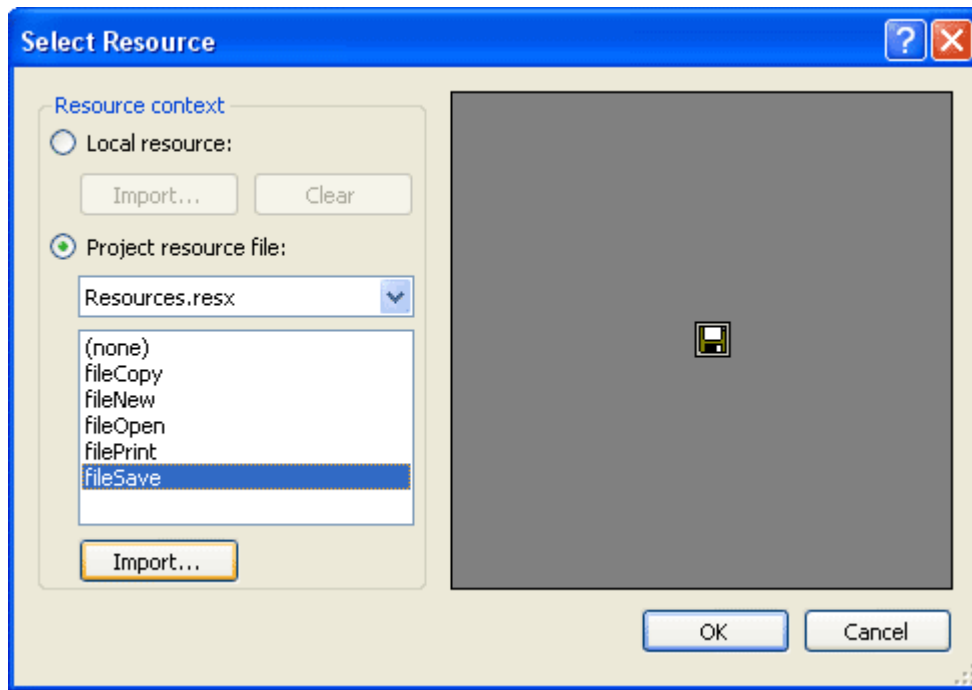 Select Resource
Resource context
Local resource:
Import...
Clear
Project resource file:
Resources.resx
(none)
fileCopy
fileNew
fileOpen
filePrint
fileSave
Import...
OK
Cancel